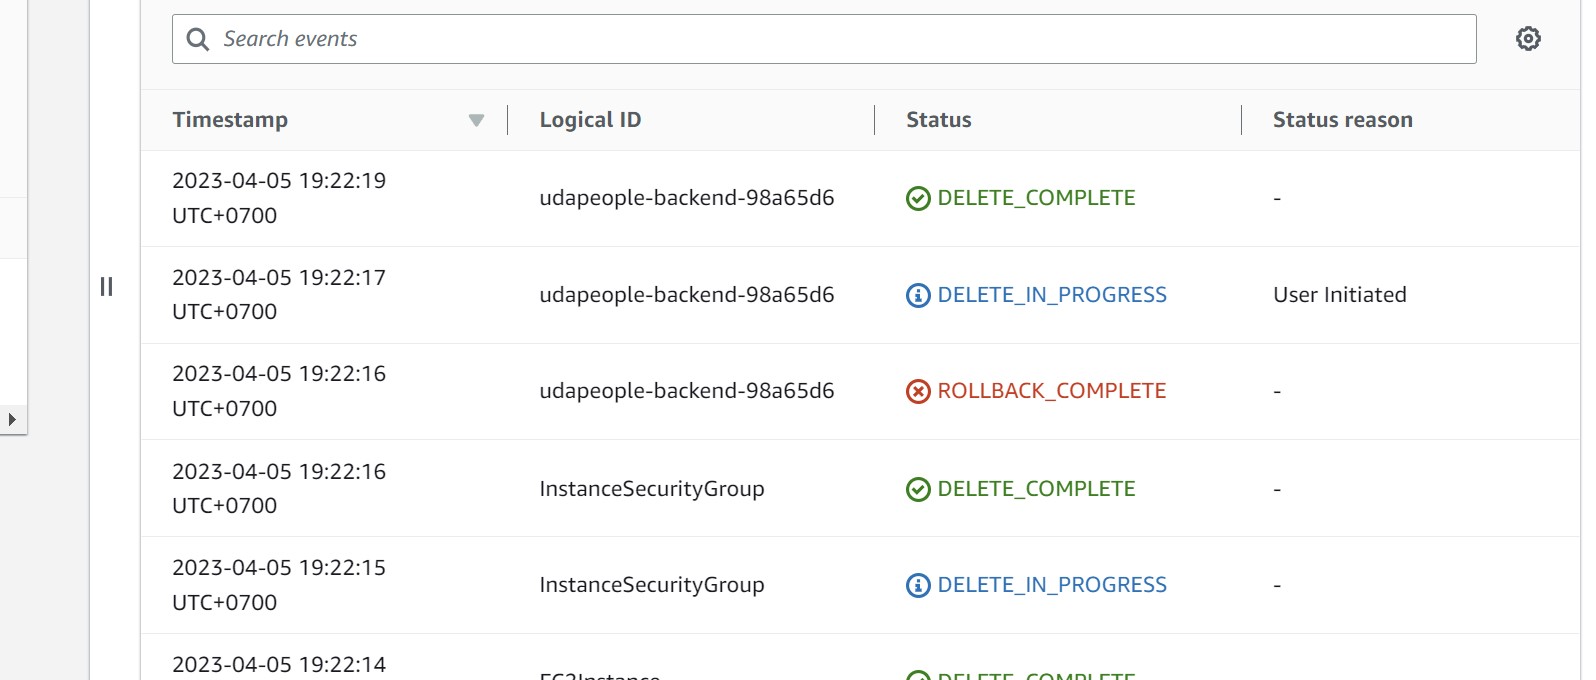 Search events
Timestamp Logical ID Status Status reason
2023-04-05 19:22:19
UTC+0700
udapeople-backend-98a65d6 DELETE_COMPLETE -
2023-04-05 19:22:17
UTC+0700
udapeople-backend-98a65d6 DELETE_IN_PROGRESS User Initiated
2023-04-05 19:22:16
UTC+0700
udapeople-backend-98a65d6 ROLLBACK_COMPLETE -
2023-04-05 19:22:16
UTC+0700
InstanceSecurityGroup DELETE_COMPLETE -
2023-04-05 19:22:15
UTC+0700
InstanceSecurityGroup DELETE_IN_PROGRESS -
2023-04-05 19:22:14
EC2Instance DELETE_COMPLETE